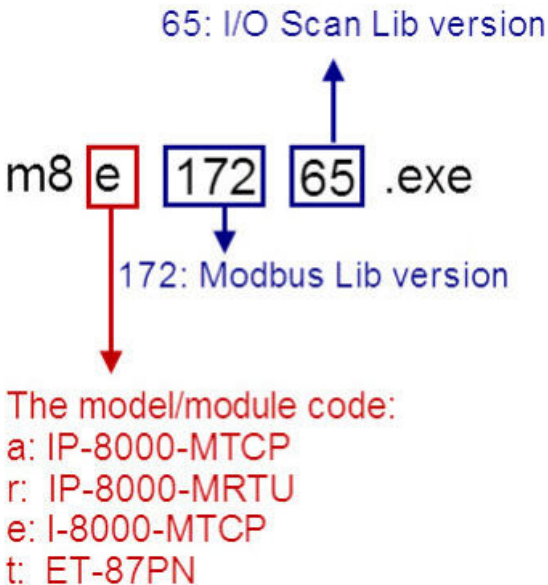 65: I/O Scan Lib version
m8 e 172 65 .exe
172: Modbus Lib version
The model/module code:
a: IP-8000-MTCP
r: IP-8000-MRTU
e: I-8000-MTCP
t: ET-87PN